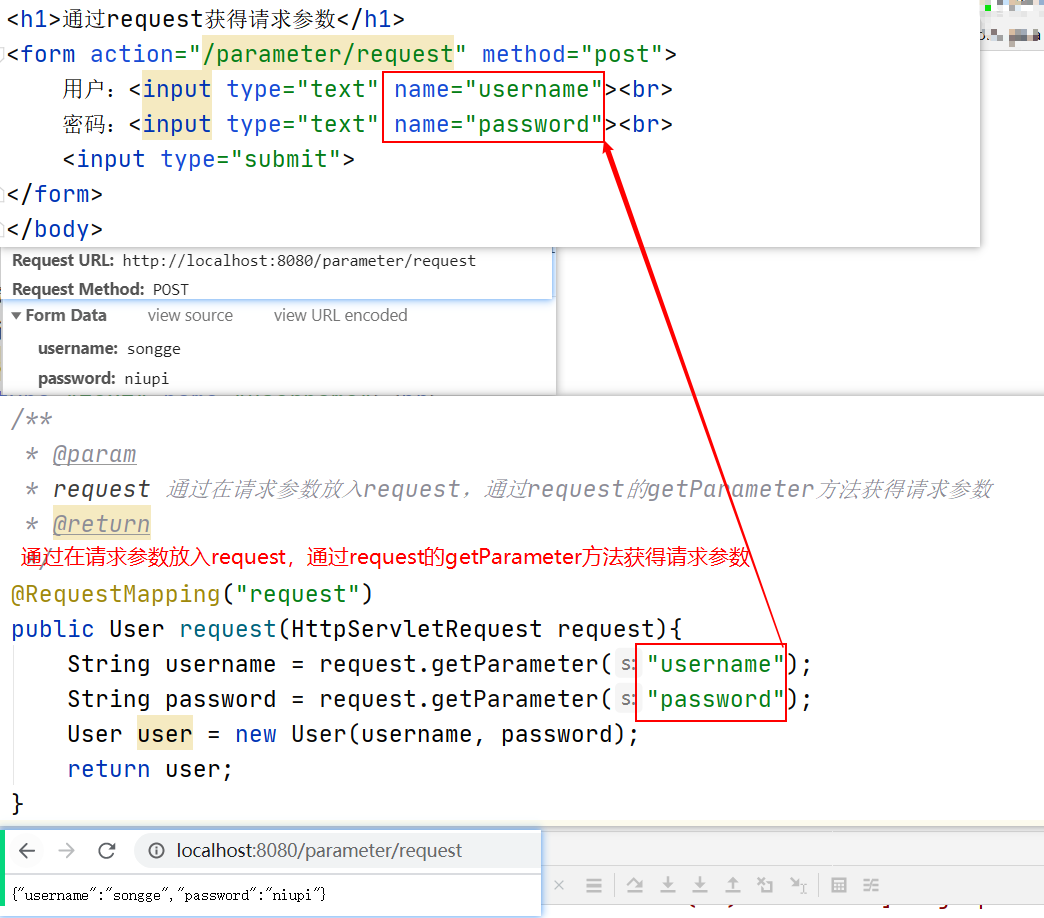 <h1>通过request获得请求参数</h1>
<form action="/parameter/request" method="post">
用户：<input type="text" name="username"><br>
密码：<input type="text" name="password"><br>
<input type="submit">
</form>
</body>
Request URL: http://localhost:8080/parameter/request
Request Method: POST
▼ Form Data view source view URL encoded
username: songge
password: niupi
/**
* @param
* request 通过在请求参数放入request，通过request的getParameter方法获得请求参数
* @return
通过在请求参数放入request，通过request的getParameter方法获得请求参数
@RequestMapping("request")
public User request(HttpServletRequest request){
String username = request.getParameter( s: "username");
String password = request.getParameter( s: "password");
User user = new User(username, password);
return user;
}
localhost:8080/parameter/request
{"username":"songge","password":"niupi"}